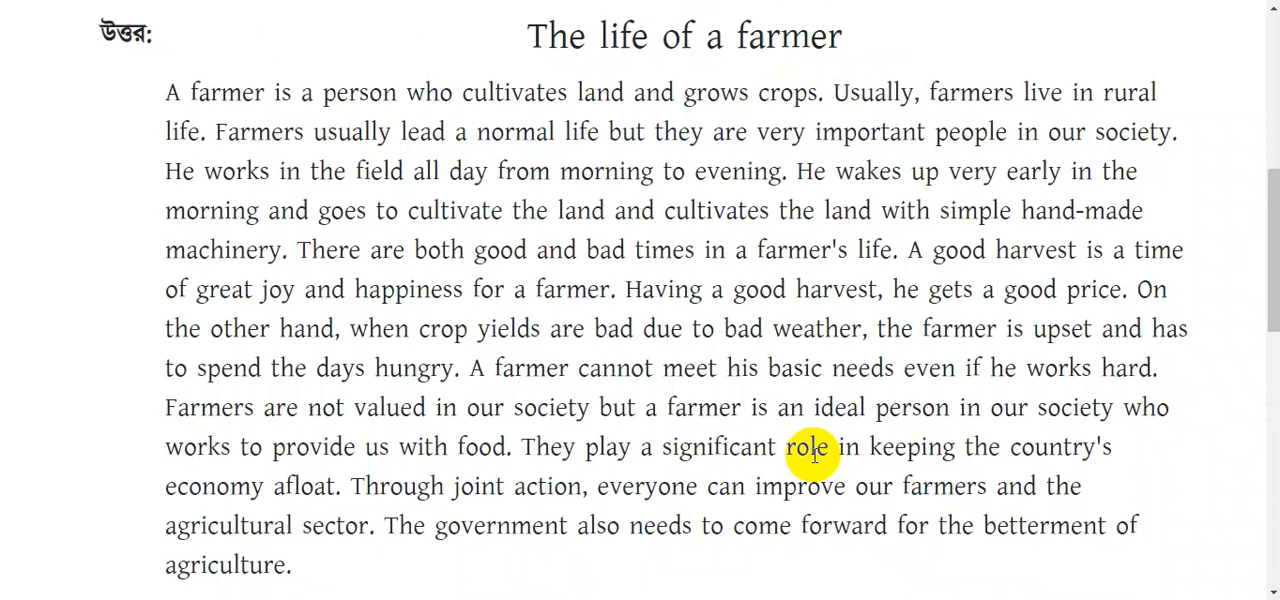 উত্তর:
The life of a farmer
A farmer is a person who cultivates land and grows crops. Usually, farmers live in rural
life. Farmers usually lead a normal life but they are very important people in our society.
He works in the field all day from morning to evening. He wakes up very early in the
morning and goes to cultivate the land and cultivates the land with simple hand-made
machinery. There are both good and bad times in a farmer's life. A good harvest is a time
of great joy and happiness for a farmer. Having a good harvest, he gets a good price. On
the other hand, when crop yields are bad due to bad weather, the farmer is upset and has
to spend the days hungry. A farmer cannot meet his basic needs even if he works hard.
Farmers are not valued in our society but a farmer is an ideal person in our society who
works to provide us with food. They play a significant role in keeping the country's
economy afloat. Through joint action, everyone can improve our farmers and the
agricultural sector. The government also needs to come forward for the betterment of
agriculture.